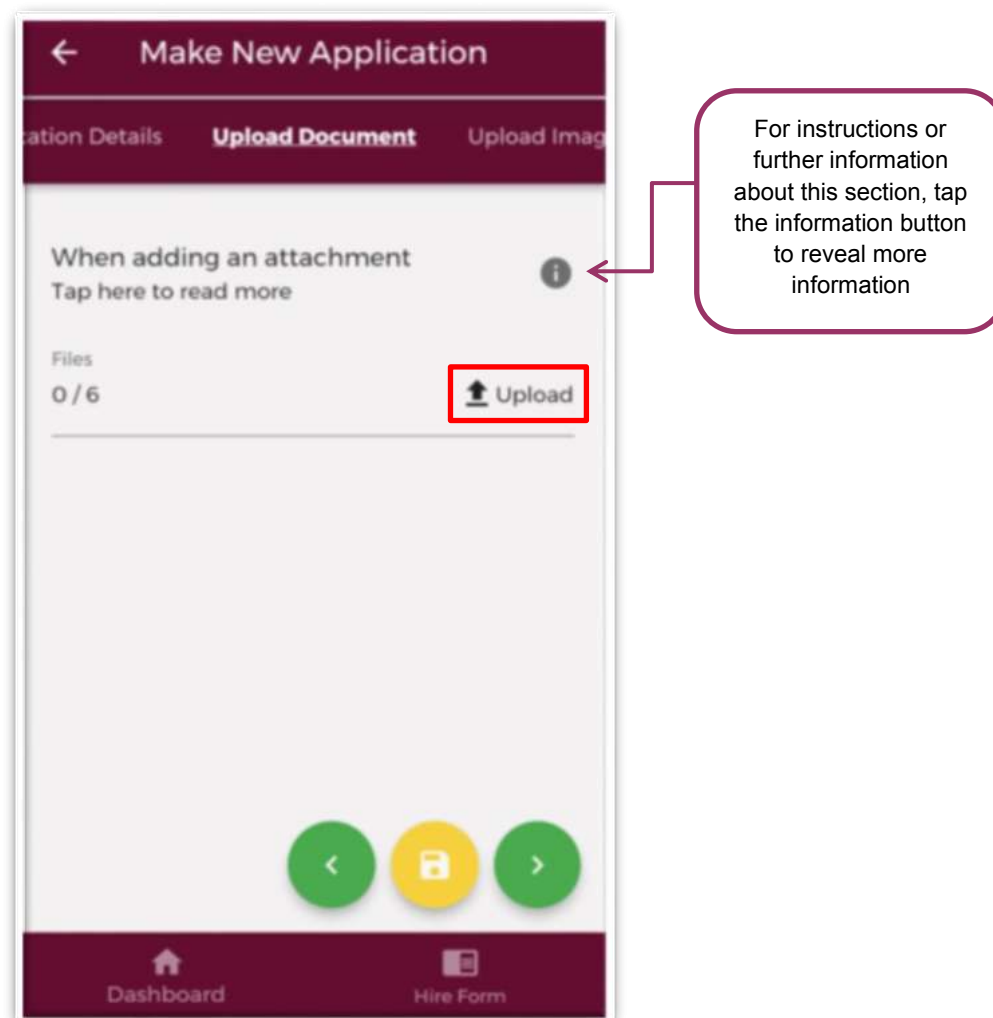 Make New Application
ation Details Upload Document Upload Imag
When adding an attachment
Tap here to read more
Files
0 / 6
Upload
Dashboard Hire Form
For instructions or
further information
about this section, tap
the information button
to reveal more
information